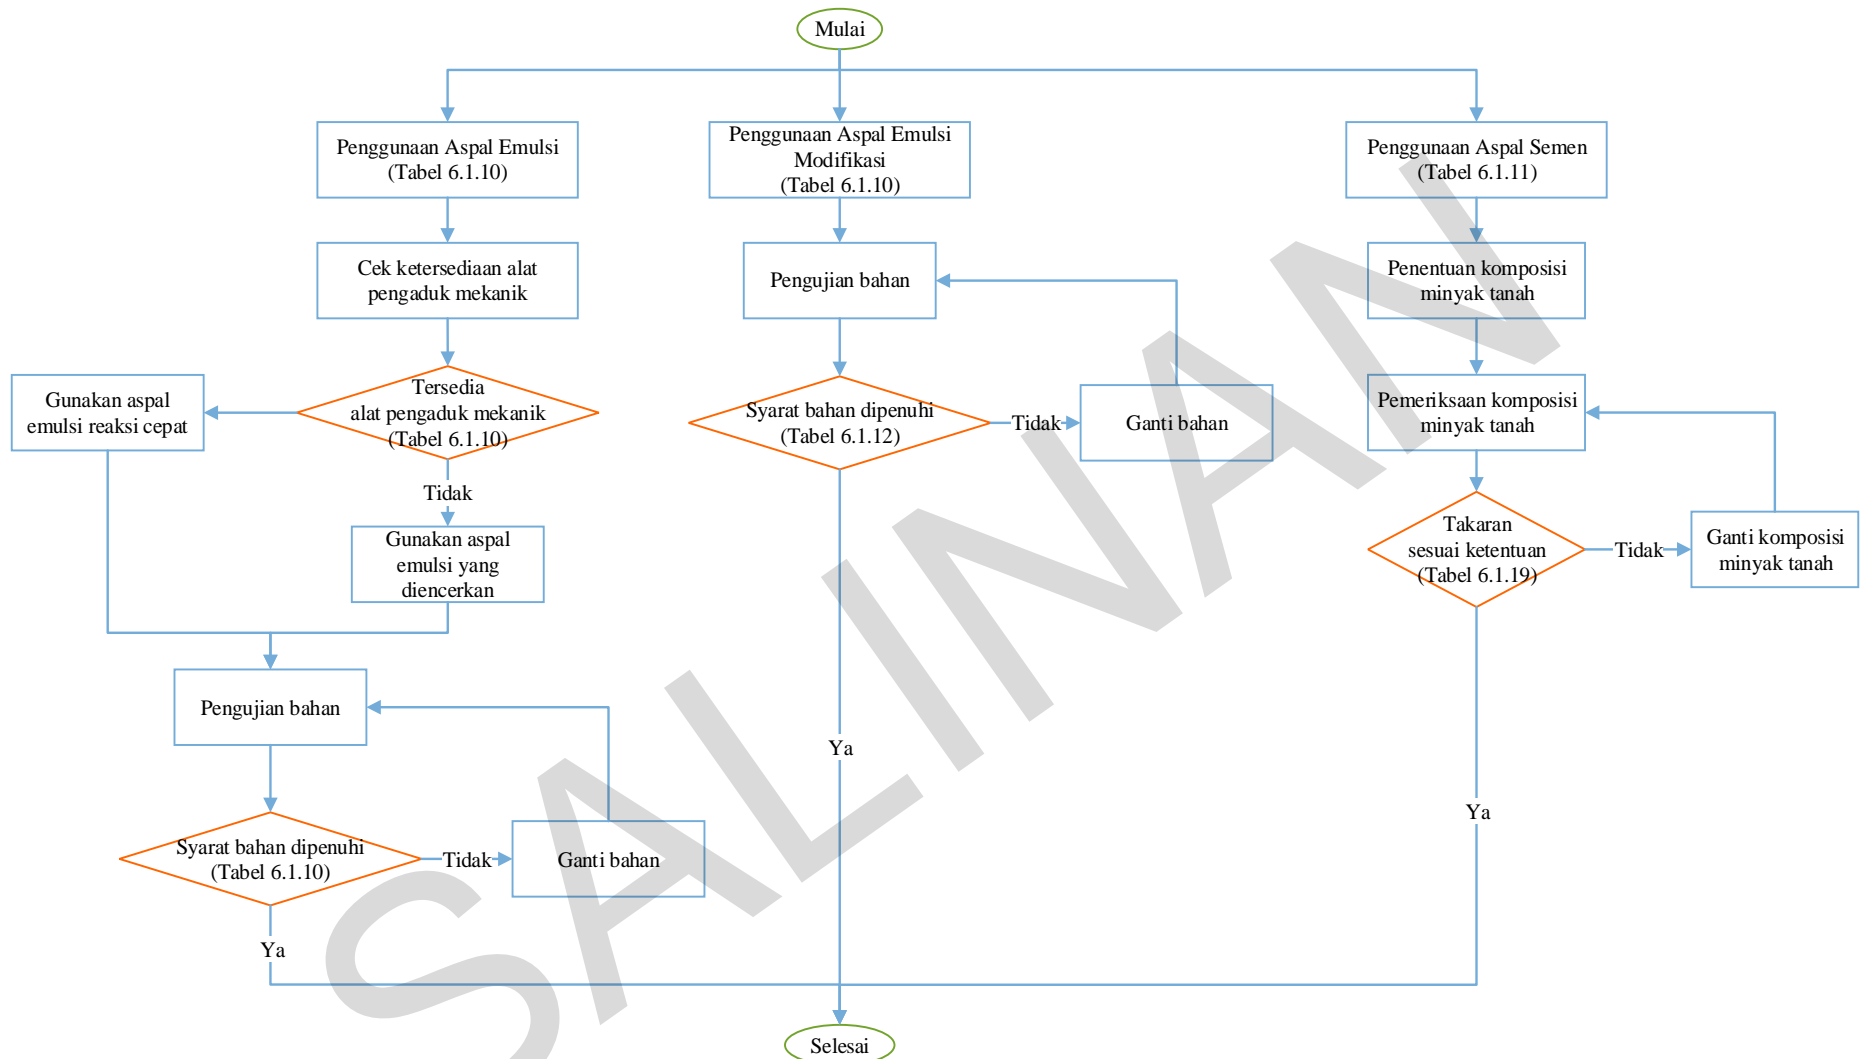 Mulai
Penggunaan Aspal Emulsi
(Tabel 6.1.10)
Penggunaan Aspal Emulsi
Modifikasi
(Tabel 6.1.10)
Penggunaan Aspal Semen
(Tabel 6.1.11)
Cek ketersediaan alat
pengaduk mekanik
Pengujian bahan
Penentuan komposisi
minyak tanah
Gunakan aspal
emulsi reaksi cepat
Tersedia
alat pengaduk mekanik
(Tabel 6.1.10)
Syarat bahan dipenuhi
(Tabel 6.1.12)
Tidak
Ganti bahan
Pemeriksaan komposisi
minyak tanah
Tidak
Gunakan aspal
emulsi yang
diencerkan
Takaran
sesuai ketentuan
(Tabel 6.1.19)
Tidak
Ganti komposisi
minyak tanah
Pengujian bahan
Ya
Ya
Syarat bahan dipenuhi
(Tabel 6.1.10)
Tidak
Ganti bahan
Ya
Selesai
SALINAN